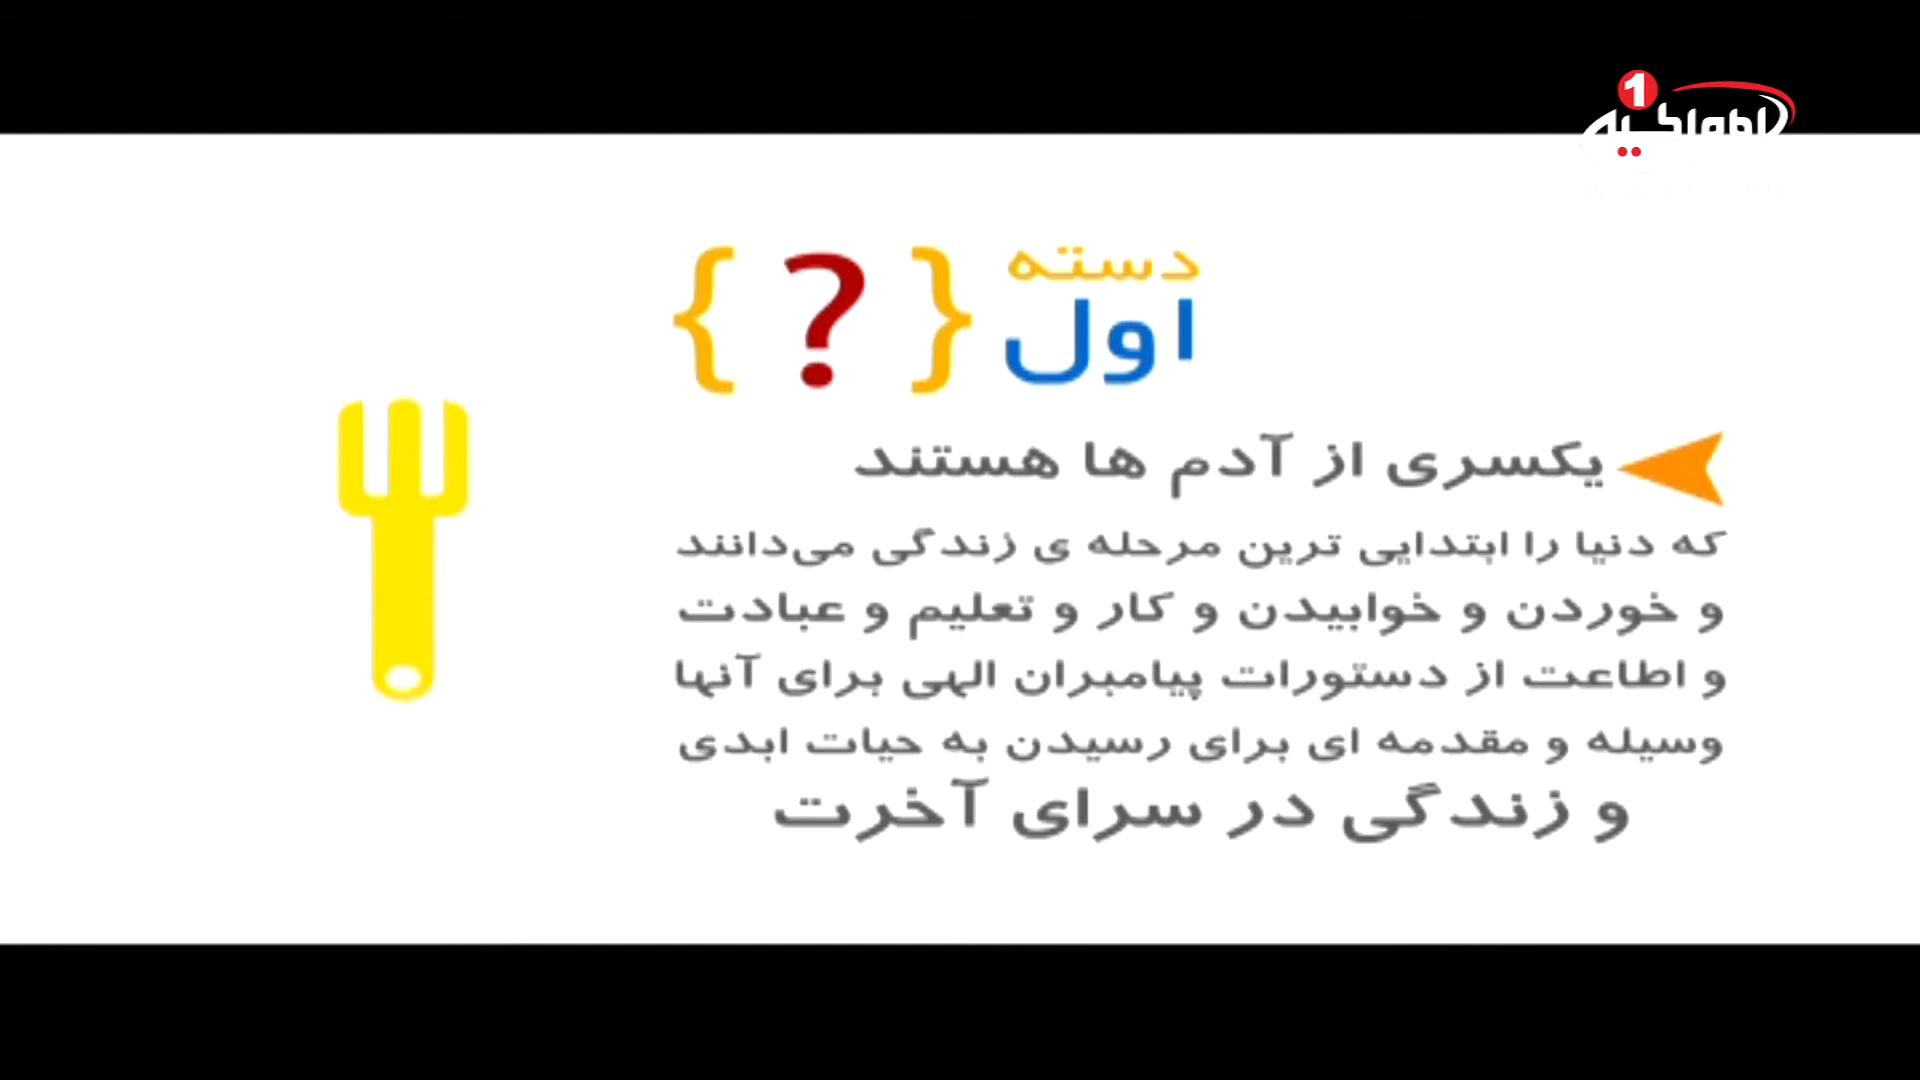 1
دسته
اول
{ ? }
یکسری از آدم ها هستند
که دنیا را ابتدایی ترین مرحله ی زندگی می‌دانند
و خوردن و خوابیدن و کار و تعلیم و عبادت
و اطاعت از دستورات پیامبران الهی برای آنها
وسیله و مقدمه ای برای رسیدن به حیات ابدی
و زندگی در سرای آخرت